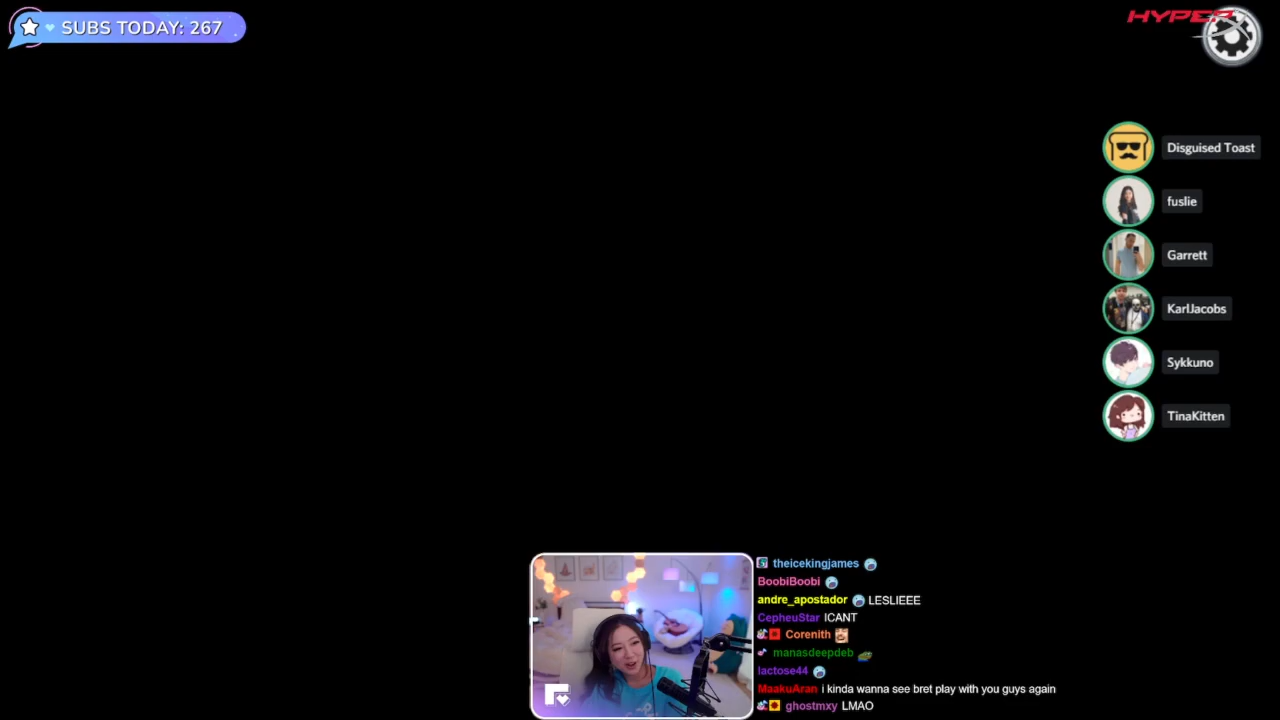 SUBS TODAY: 267
HYPER
Disguised Toast
fuslie
Garrett
KarlJacobs
Sykkuno
TinaKitten
theicekingjames
BoobiBoobi
andre_apostador LESLIEEE
CepheuStar ICANT
Corenith
manasdeepdeb
lactose44
MaakuAran i kinda wanna see bret play with you guys again
ghostmxy LMAO